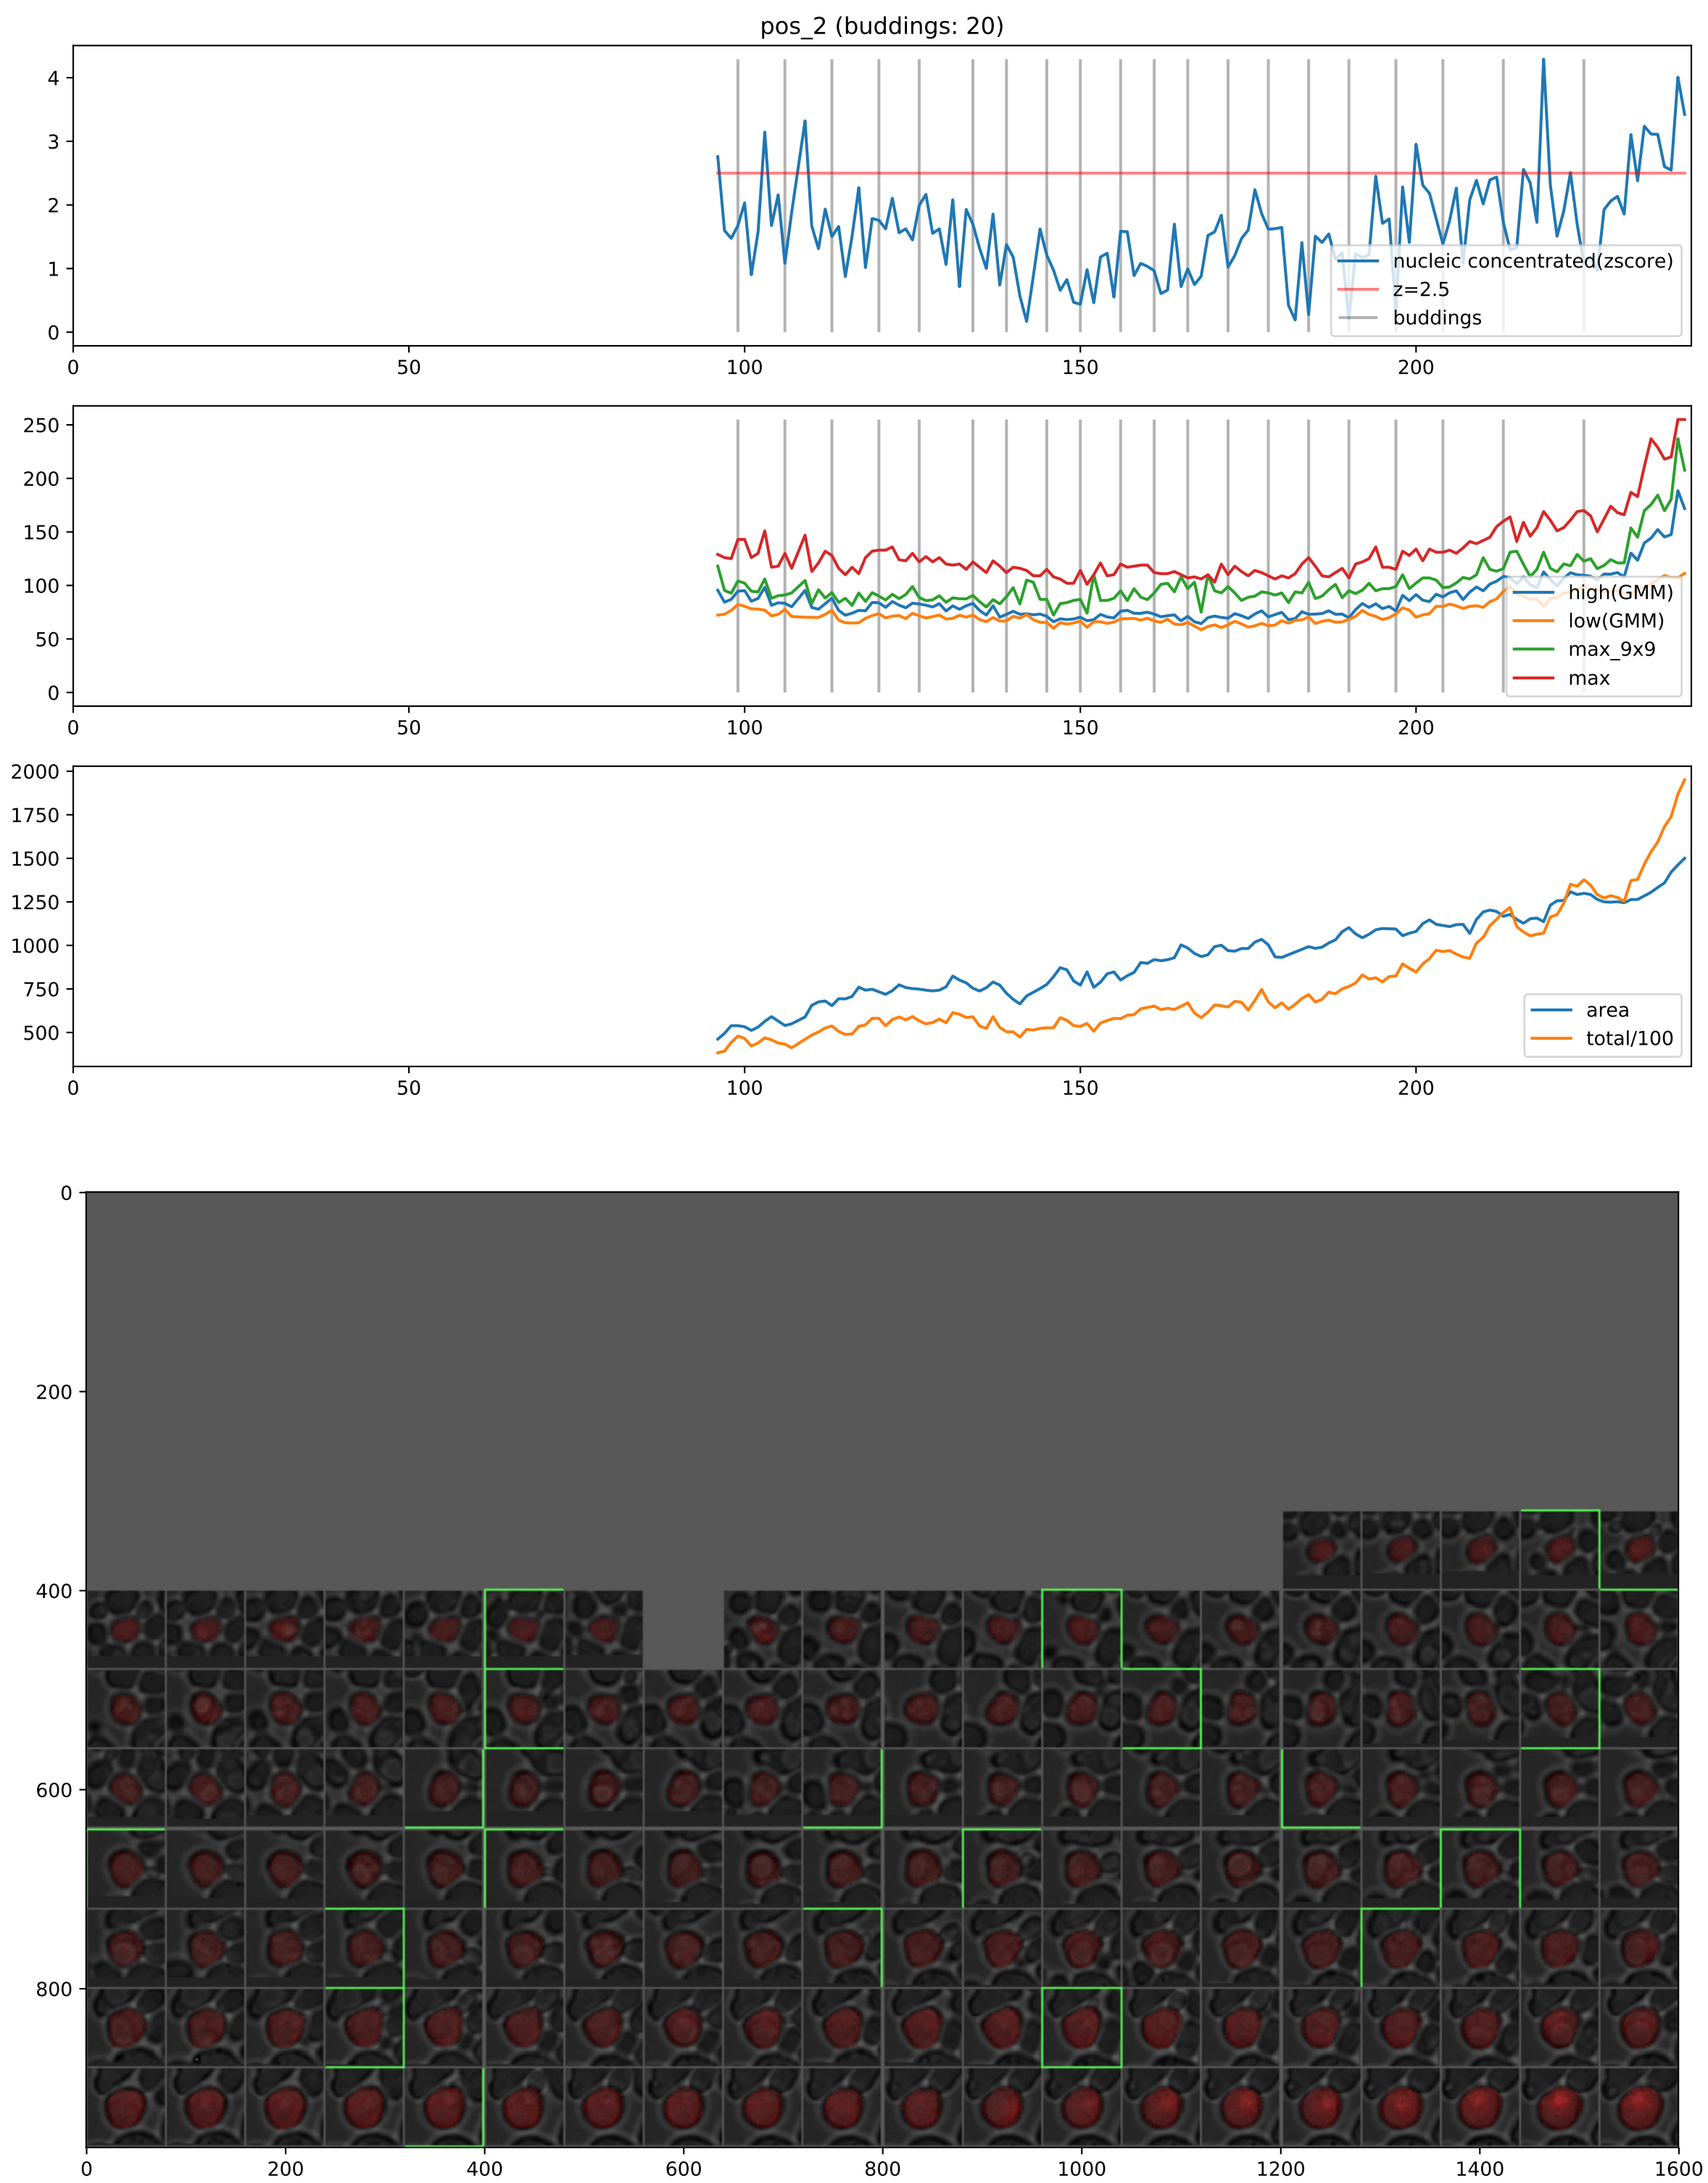 pos_2 (buddings: 20)
4
3
2
1
0
nucleic concentrated(zscore)
z=2.5
buddings
0 50 100 150 200
250
200
150
100
50
0
high(GMM)
low(GMM)
max_9x9
max
0 50 100 150 200
2000
1750
1500
1250
1000
750
500
area
total/100
0 50 100 150 200
0
200
400
600
800
0 200 400 600 800 1000 1200 1400 1600